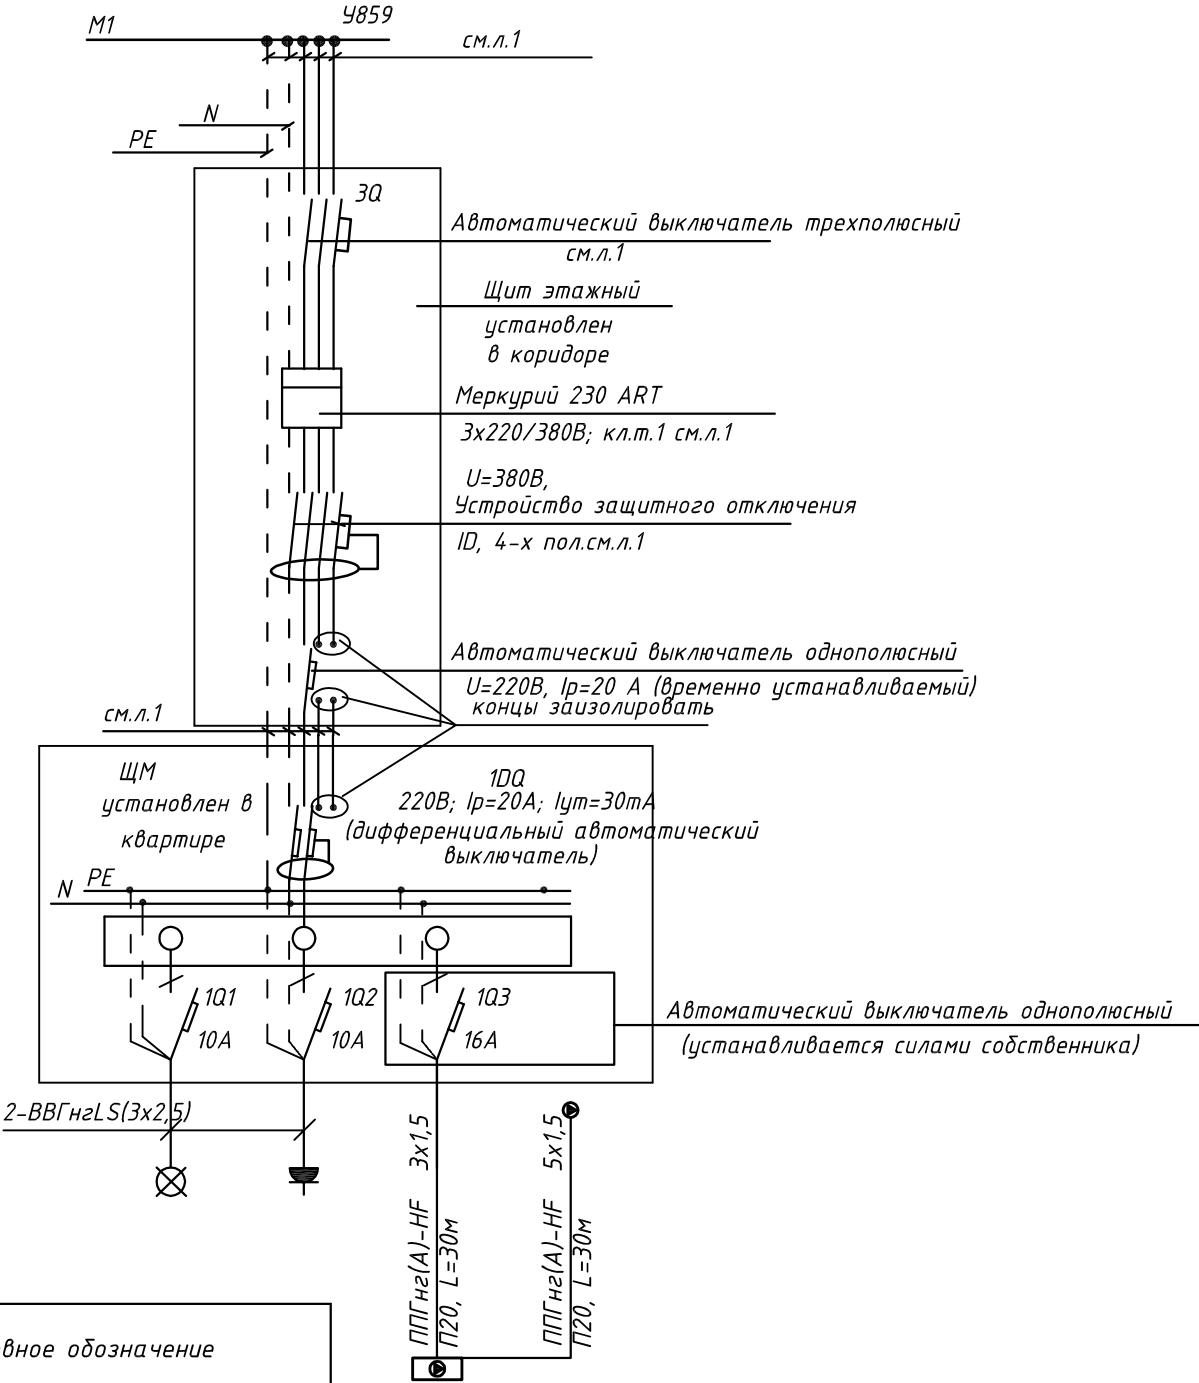 М1
У859
см.л.1
N
PE
3Q
Автоматический выключатель трехполюсный
см.л.1
Щит этажный
установлен
в коридоре
Меркурий 230 ART
3х220/380В; кл.т.1 см.л.1
U=380В,
Устройство защитного отключения
ID, 4-х пол.см.л.1
Автоматический выключатель однополюсный
U=220В, Iр=20 А (временно устанавливаемый)
концы заизолировать
см.л.1
ЩМ
установлен в
квартире
1DQ
220В; Iр=20А; Iут=30mА
(дифференциальный автоматический
выключатель)
PE
N
1Q1
10А
1Q2
10А
1Q3
16А
Автоматический выключатель однополюсный
(устанавливается силами собственника)
2-ВВГнгLS(3х2,5)
ППГнг(А)-HF 3х1,5
П20, L=30м
ППГнг(А)-HF 5х1,5
П20, L=30м
вное обозначение